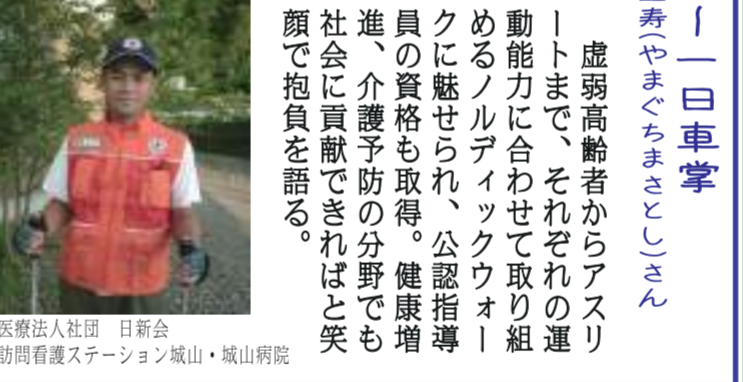 ～一日車掌
寿(やまぐちまさとし)さん
虚弱高齢者からアスリ
ートまで、それぞれの運
動能力に合わせて取り組
めるノルディックウォー
クに魅せられ、公認指導
員の資格も取得。健康増
進、介護予防の分野でも
社会に貢献できればと笑
顔で抱負を語る。
医療法人社団　日新会
訪問看護ステーション城山・城山病院